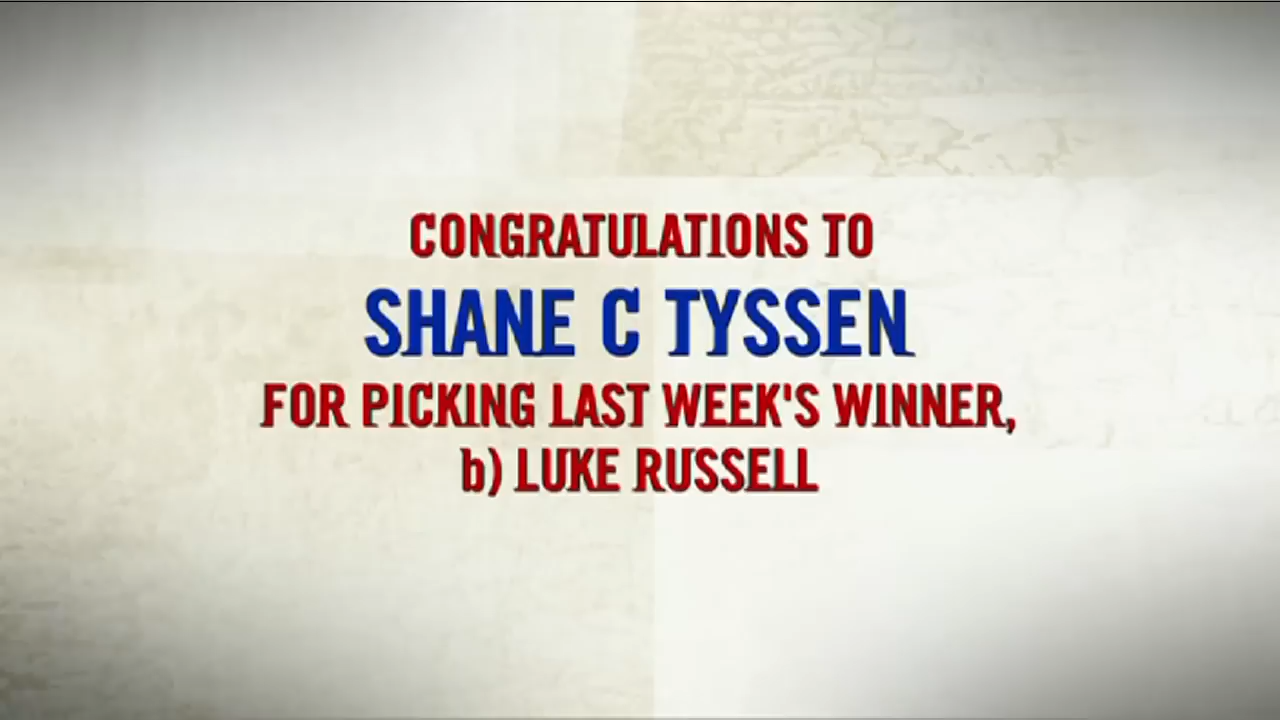 CONGRATULATIONS TO
SHANE C TYSSEN
FOR PICKING LAST WEEK'S WINNER,
b) LUKE RUSSELL